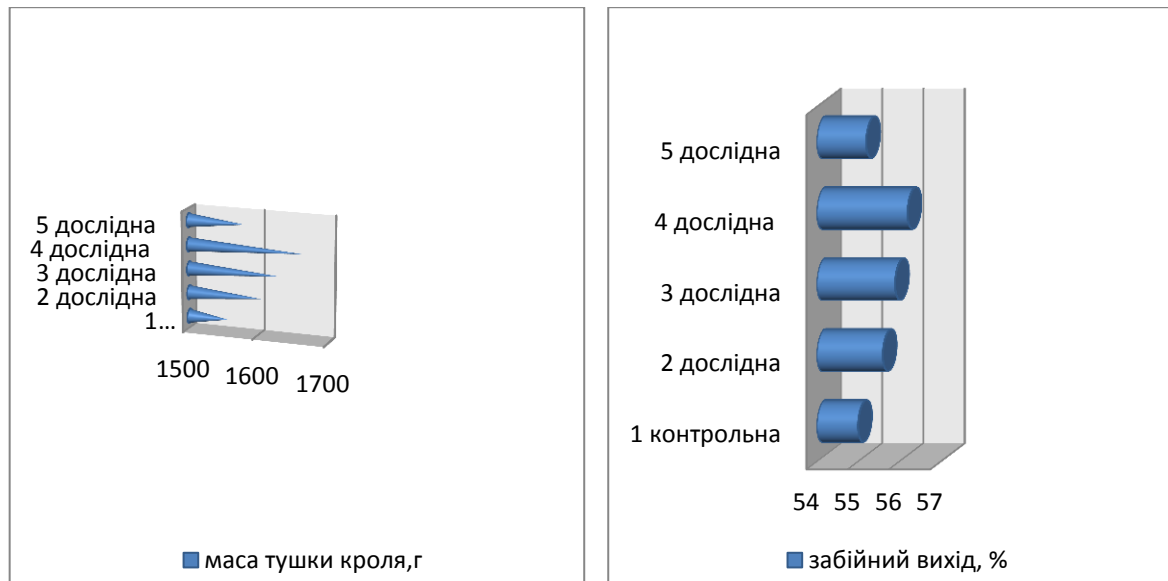 5 дослідна
4 дослідна
3 дослідна
2 дослідна
1...
1500 1600 1700
маса тушки кроля,г
5 дослідна
4 дослідна
3 дослідна
2 дослідна
1 контрольна
54 55 56 57
забійний вихід, %